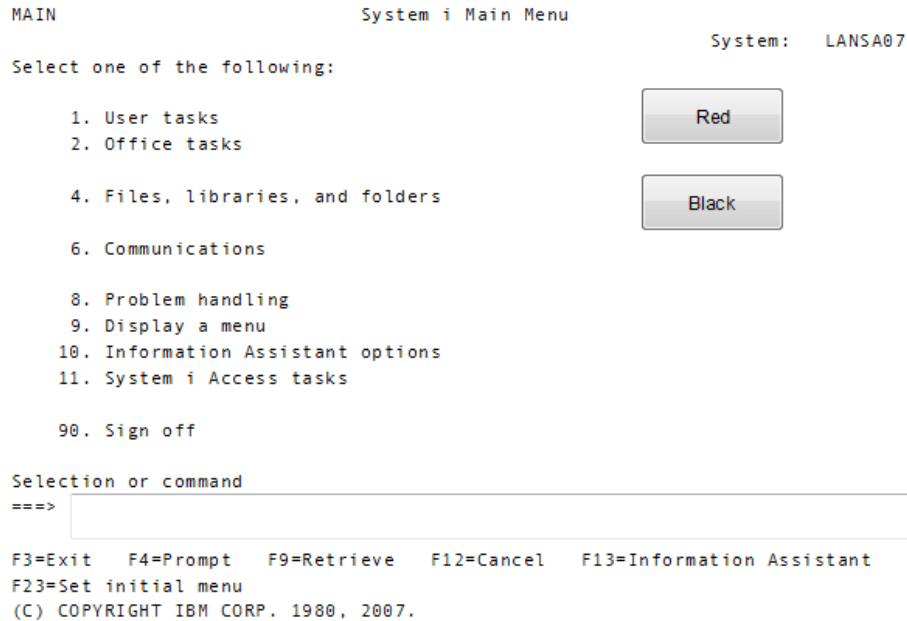 MAIN System i Main Menu
System: LANSA07
Select one of the following:
1. User tasks
Red
2. Office tasks
4. Files, libraries, and folders
Black
6. Communications
8. Problem handling
9. Display a menu
10. Information Assistant options
11. System i Access tasks
90. Sign off
Selection or command
===>
F3=Exit F4=Prompt F9=Retrieve F12=Cancel F13=Information Assistant
F23=Set initial menu
(C) COPYRIGHT IBM CORP. 1980, 2007.